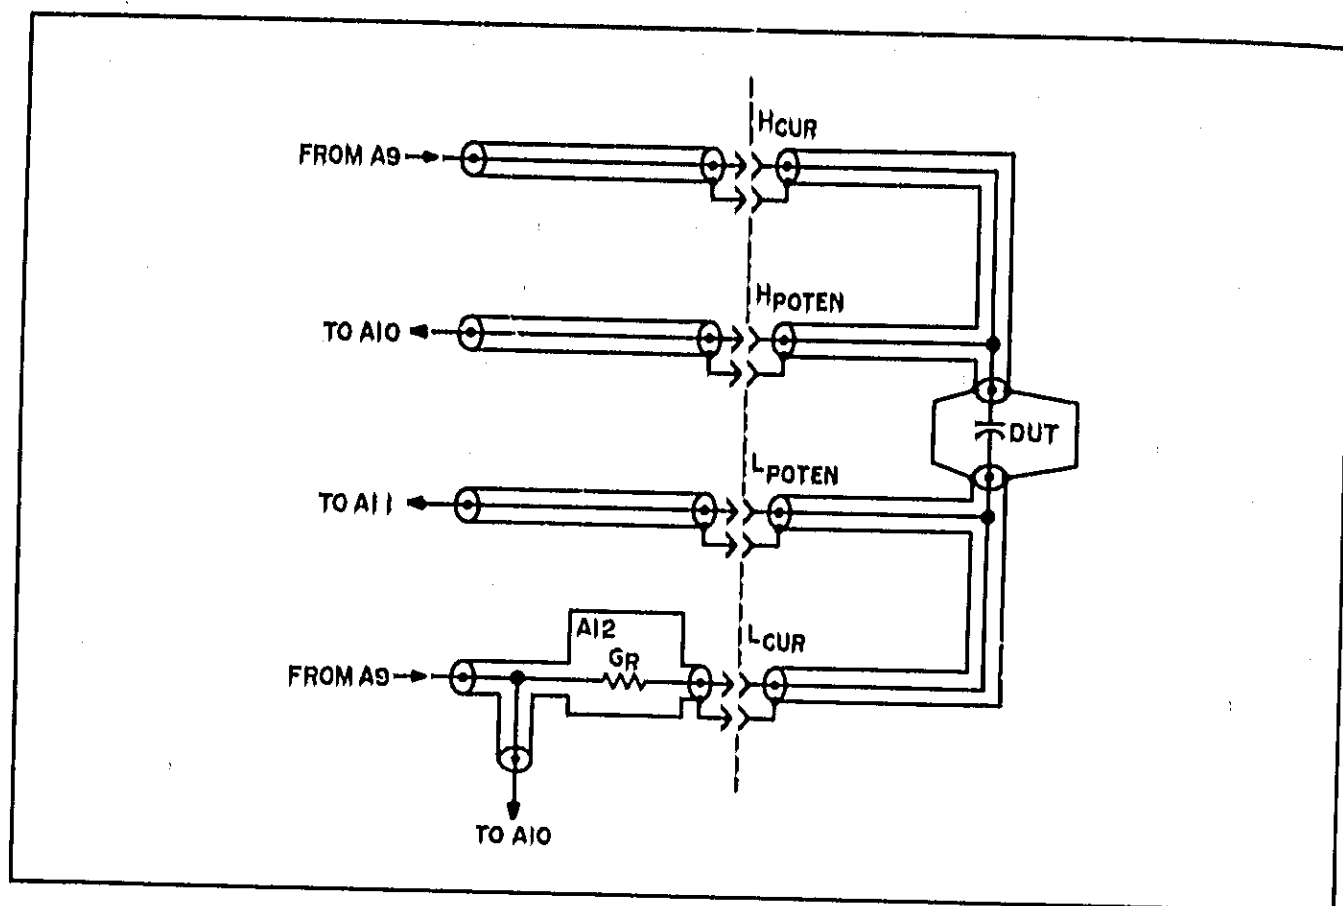 HCUR
FROM A9
HPOTEN
TO A10
DUT
LPOTEN
TO A11
A12
LCUR
GR
FROM A9
TO A10